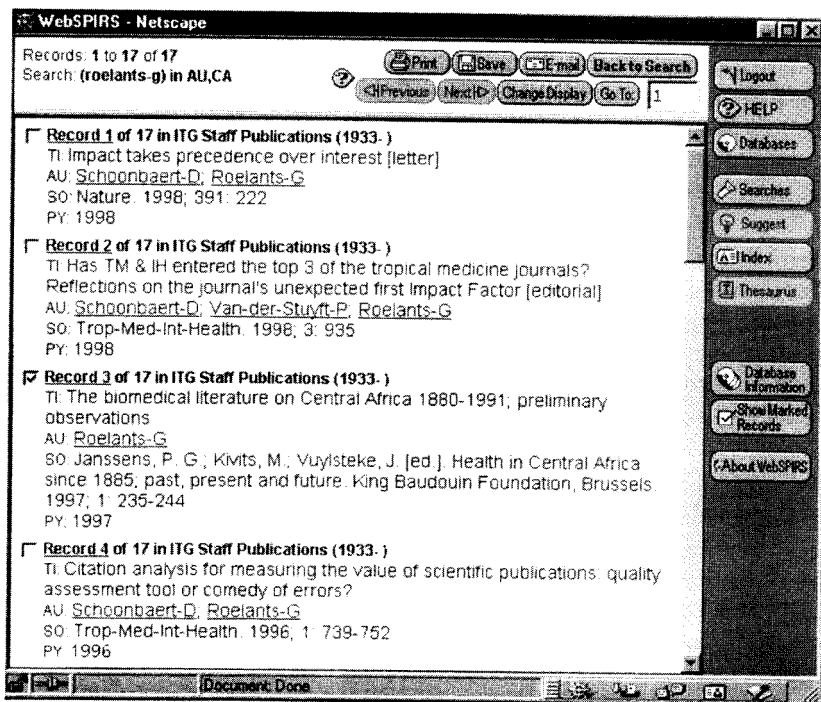 WebSPIRS - Netscape
Records: 1 to 17 of 17
Search: (roelants-g) in AU,CA
Print Save E-mail Back to Search
Previous Next Change Display Go To: 1
Record 1 of 17 in ITG Staff Publications (1933- )
TI: Impact takes precedence over interest [letter]
AU: Schoonbaert-D; Roelants-G
SO: Nature. 1998; 391: 222
PY: 1998
Record 2 of 17 in ITG Staff Publications (1933- )
TI: Has TM & IH entered the top 3 of the tropical medicine journals?
Reflections on the journal's unexpected first Impact Factor [editorial]
AU: Schoonbaert-D; Van-der-Stuyft-P; Roelants-G
SO: Trop-Med-Int-Health. 1998; 3: 935
PY: 1998
Record 3 of 17 in ITG Staff Publications (1933- )
TI: The biomedical literature on Central Africa 1880-1991; preliminary
observations
AU: Roelants-G
SO: Janssens, P. G.; Kivits, M.; Vuylsteke, J. [ed.]. Health in Central Africa
since 1885; past, present and future. King Baudouin Foundation, Brussels.
1997; 1: 235-244
PY: 1997
Record 4 of 17 in ITG Staff Publications (1933- )
TI: Citation analysis for measuring the value of scientific publications: quality
assessment tool or comedy of errors?
AU: Schoonbaert-D; Roelants-G
SO: Trop-Med-Int-Health. 1996; 1: 739-752
PY: 1996
Logout
HELP
Databases
Searches
Suggest
Index
Thesaurus
Database
Information
Show Marked
Records
About WebSPIRS
Document: Done